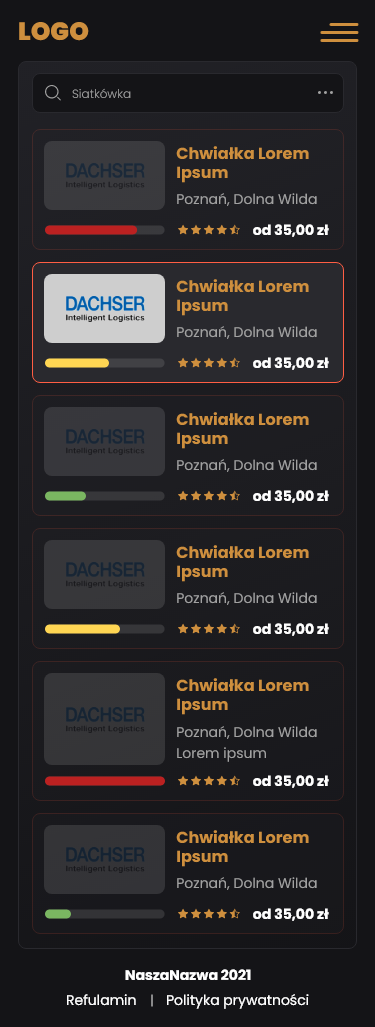 LOGO
Siatkówka
DACHSER
Intelligent Logistics
Chwiałka Lorem
Ipsum
Poznań, Dolna Wilda
od 35,00 zł
DACHSER
Intelligent Logistics
Chwiałka Lorem
Ipsum
Poznań, Dolna Wilda
od 35,00 zł
DACHSER
Intelligent Logistics
Chwiałka Lorem
Ipsum
Poznań, Dolna Wilda
od 35,00 zł
DACHSER
Intelligent Logistics
Chwiałka Lorem
Ipsum
Poznań, Dolna Wilda
od 35,00 zł
DACHSER
Intelligent Logistics
Chwiałka Lorem
Ipsum
Poznań, Dolna Wilda
Lorem ipsum
od 35,00 zł
DACHSER
Intelligent Logistics
Chwiałka Lorem
Ipsum
Poznań, Dolna Wilda
od 35,00 zł
NaszaNazwa 2021
Refulamin | Polityka prywatności